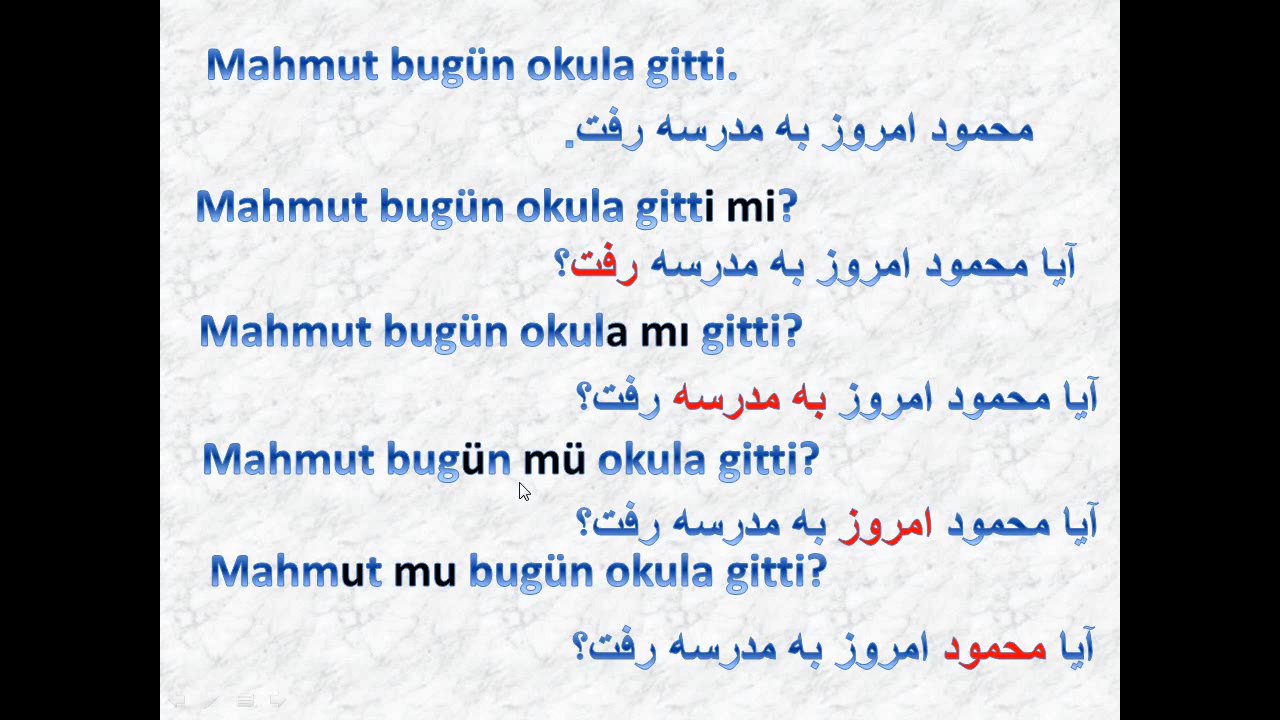 Mahmut bugün okula gitti.
محمود امروز به مدرسه رفت.
Mahmut bugün okula gitti mi?
آیا محمود امروز به مدرسه رفت؟
Mahmut bugün okula mı gitti?
آیا محمود امروز به مدرسه رفت؟
Mahmut bugün mü okula gitti?
آیا محمود امروز به مدرسه رفت؟
Mahmut mu bugün okula gitti?
آیا محمود امروز به مدرسه رفت؟